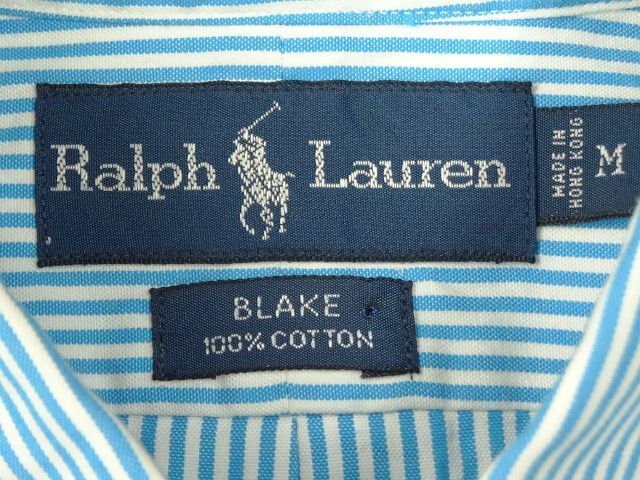 Ralph Lauren
MADE IN
HONG KONG
M
BLAKE
100% COTTON